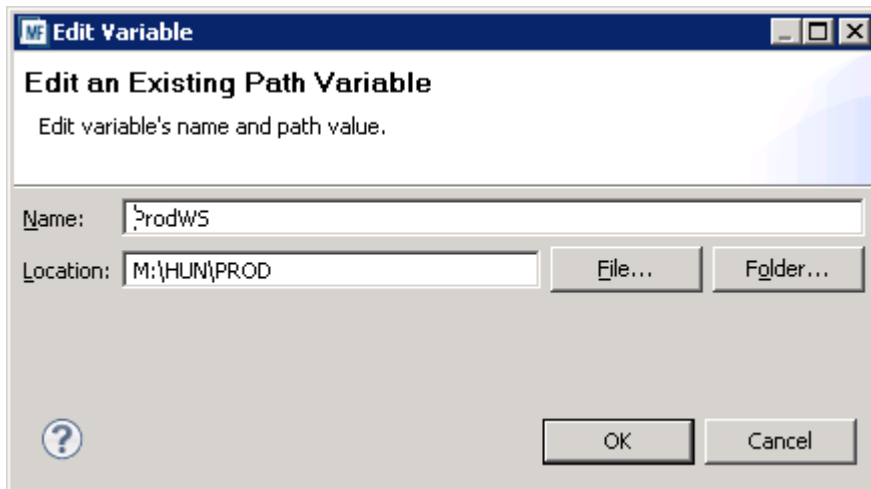 MF Edit Variable
Edit an Existing Path Variable
Edit variable's name and path value.
Name: ProdWS
Location: M:\HUN\PROD File... Folder...
? OK Cancel